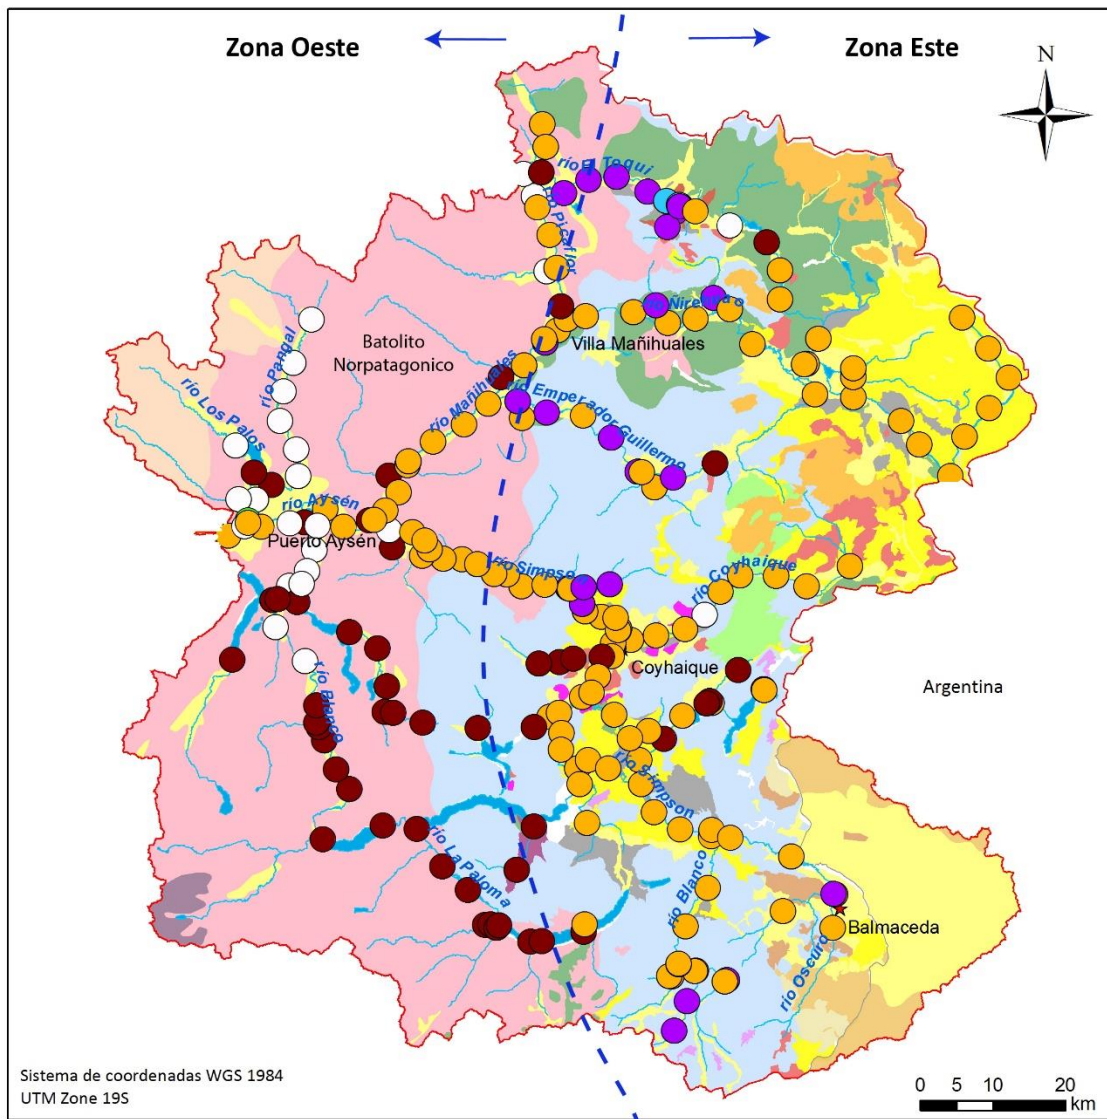 Zona Oeste
Zona Este
N
río Toqui
río Picaflor
río Ñirehuao
Villa Mañihuales
Batolito
Norpatagonico
río Pangal
río Mañihuales
río Emperador Guillermo
río Los Palos
río Aysén
Puerto Aysén
río Simpson
río Coyhaique
Coyhaique
Argentina
río Blanco
río Simpson
río La Paloma
río Blanco
Balmaceda
río Oscuro
Sistema de coordenadas WGS 1984
UTM Zone 19S
0 5 10 20
km